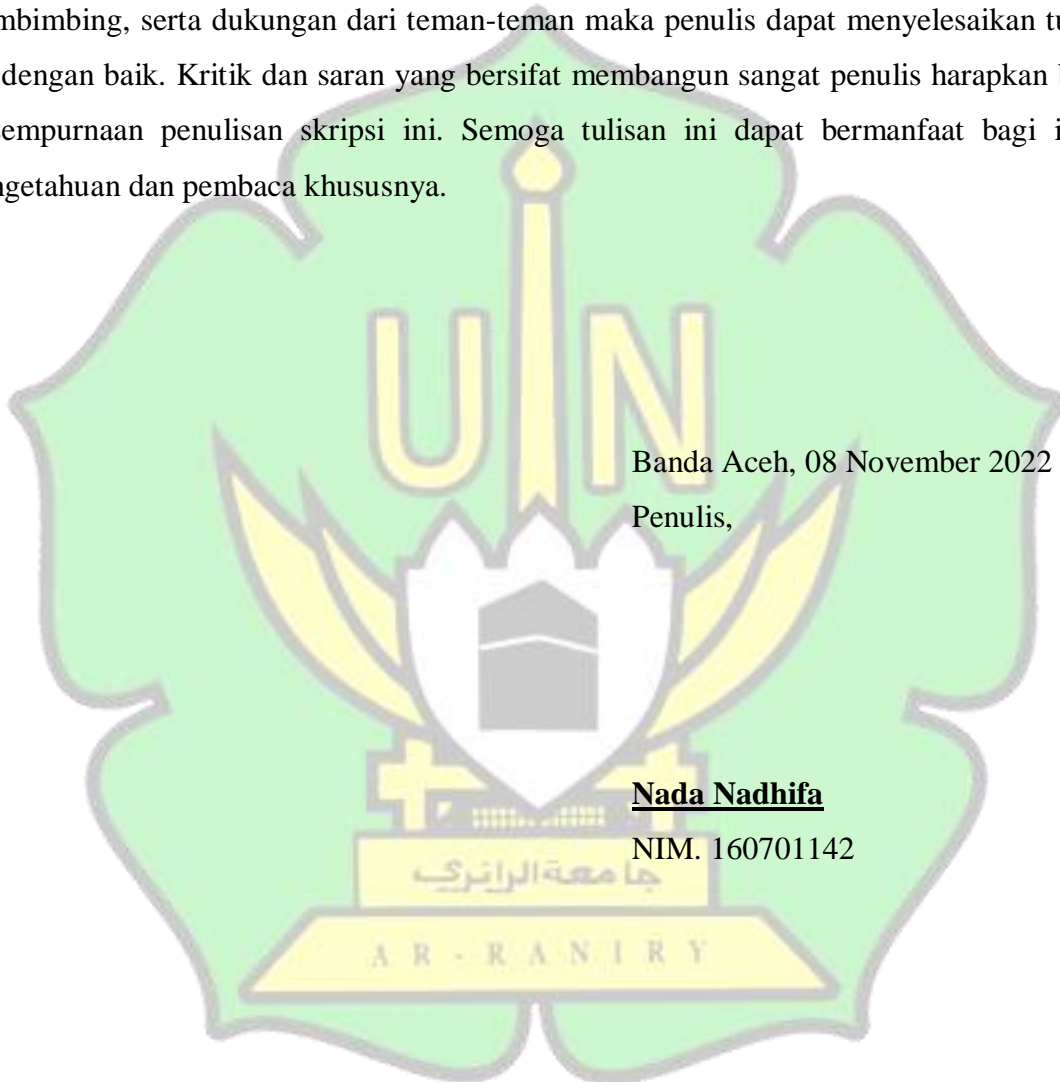 mbimbing, serta dukungan dari teman-teman maka penulis dapat menyelesaikan tu
dengan baik. Kritik dan saran yang bersifat membangun sangat penulis harapkan
sempurnaan penulisan skripsi ini. Semoga tulisan ini dapat bermanfaat bagi i
ngetahuan dan pembaca khususnya.
UIN
Banda Aceh, 08 November 2022
Penulis,
Nada Nadhifa
NIM. 160701142
جامعة الرانري
AR-RANIRY